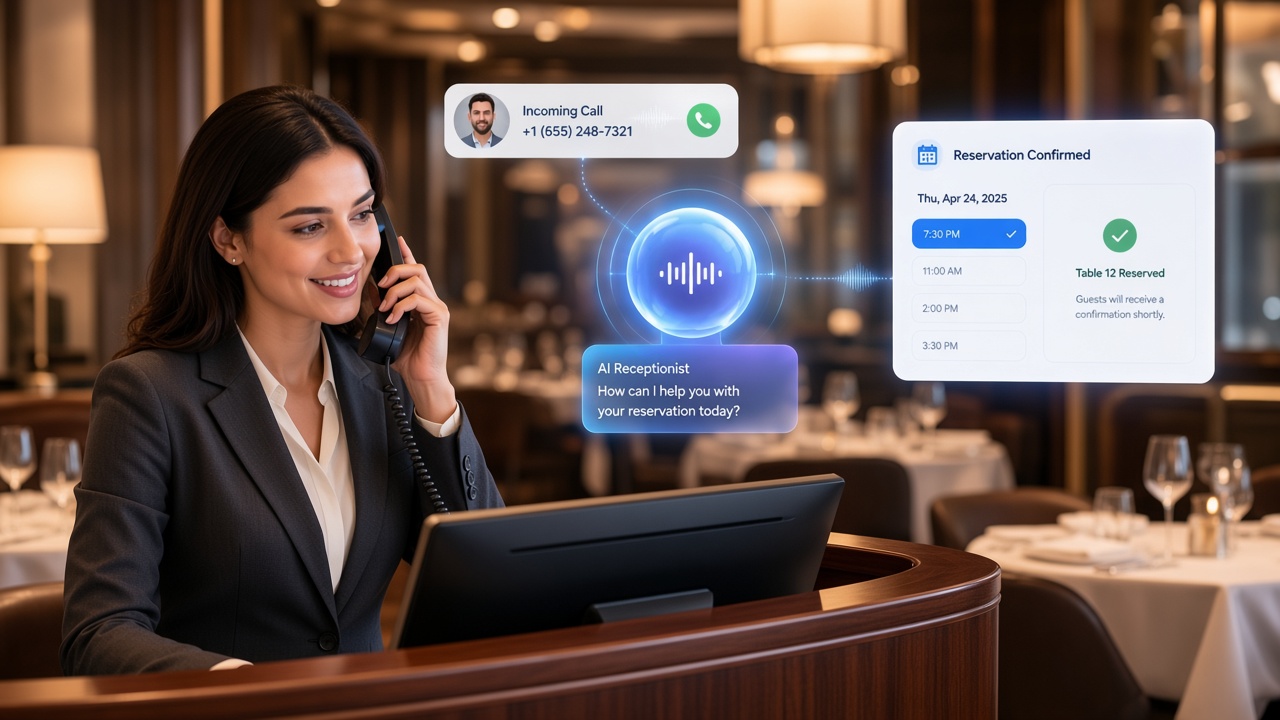 Incoming Call
+1 (655) 248-7321
AI Receptionist
How can I help you with
your reservation today?
Reservation Confirmed
Thu, Apr 24, 2025
7:30 PM
11:00 AM
2:00 PM
3:30 PM
Table 12 Reserved
Guests will receive a
confirmation shortly.